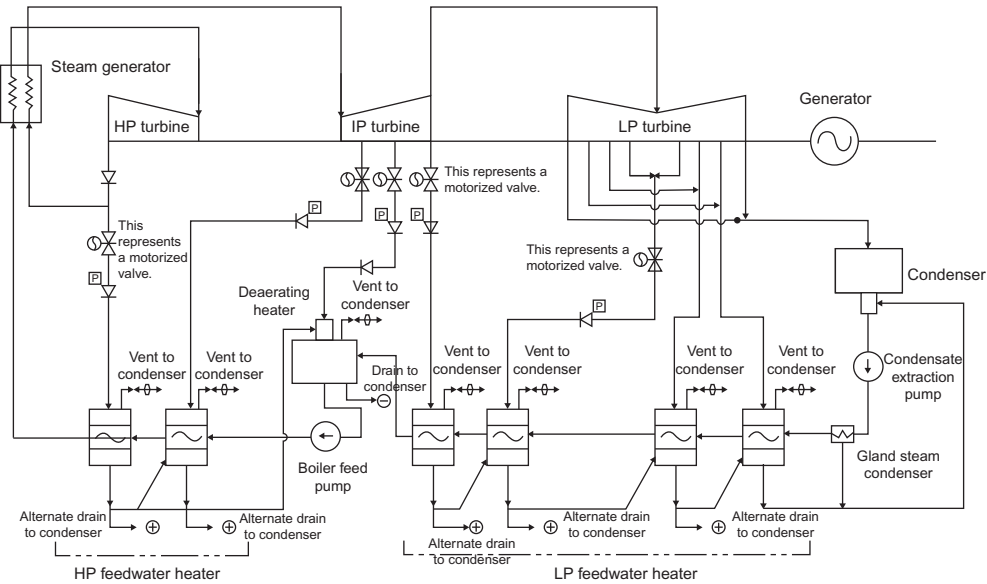 Steam generator
HP turbine
IP turbine
LP turbine
Generator
This represents a
motorized valve.
This
represents
a motorized
valve.
P
P
P
P
This represents a
motorized valve.
P
Condenser
Deaerating
heater
Vent to
condenser
Vent to
condenser
Vent to
condenser
Drain to
condenser
Vent to
condenser
Vent to
condenser
Vent to
condenser
Condensate
extraction
pump
Boiler feed
pump
Gland steam
condenser
Alternate drain
to condenser
Alternate drain
to condenser
Alternate drain
to condenser
Alternate drain
to condenser
Alternate drain
to condenser
HP feedwater heater
LP feedwater heater